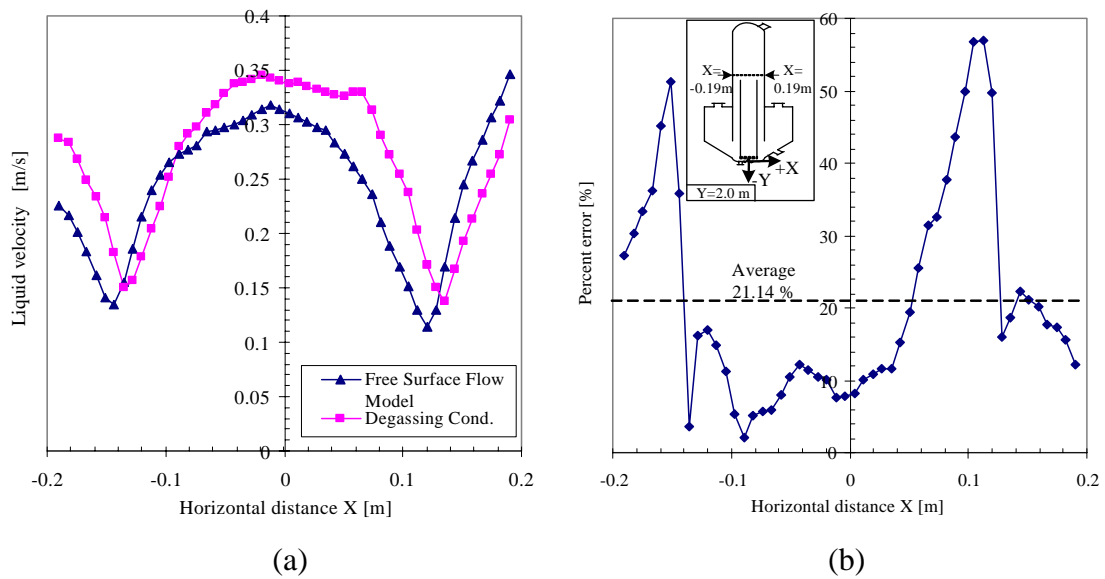 0.4
0.35
0.3
0.25
0.2
0.15
0.1
0.05
0
-0.2
-0.1
0
0.1
0.2
Liquid velocity [m/s]
Horizontal distance X [m]
Free Surface Flow
Model
Degassing Cond.
(a)
60
50
40
30
20
10
0
-0.2
-0.1
0
0.1
0.2
Percent error [%]
Horizontal distance X [m]
X=
-0.19m
X=
0.19m
+X
-Y
Y=2.0 m
Average
21.14 %
(b)